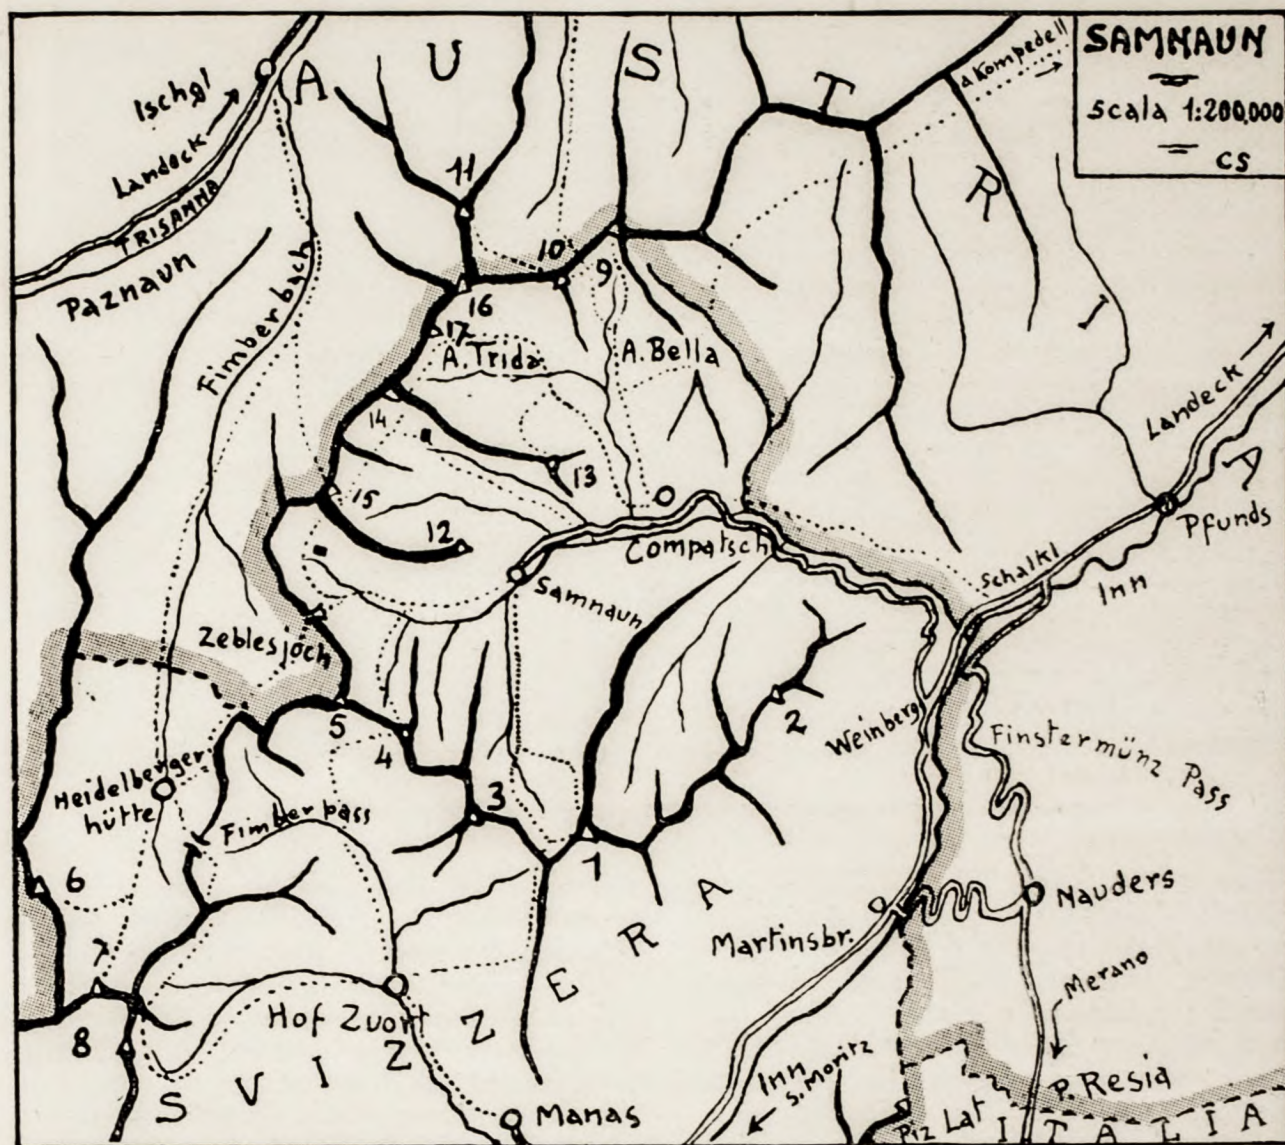 SAMNAUN
Scala 1:200,000
CS
AUSTRIA
a Kompedell
Ischgl
Landeck
TRISANNA
Paznaun
Fimberbach
11
10
9
16
17
A. Trida
A. Bella
14
a
13
15
12
Compatsch
Samnaun
Landeck
Pfunds
Schalkl
Inn
Zeblesjoch
5
4
3
2
1
Weinberg
Finstermünz Pass
Heidelberger
hütte
Fimberpass
6
7
8
Nauders
Martinsbr.
Merano
Hof Zuort
SVIZZERA
Inn
S. Moritz
P. Resia
Piz Lat
ITALIA
Manas